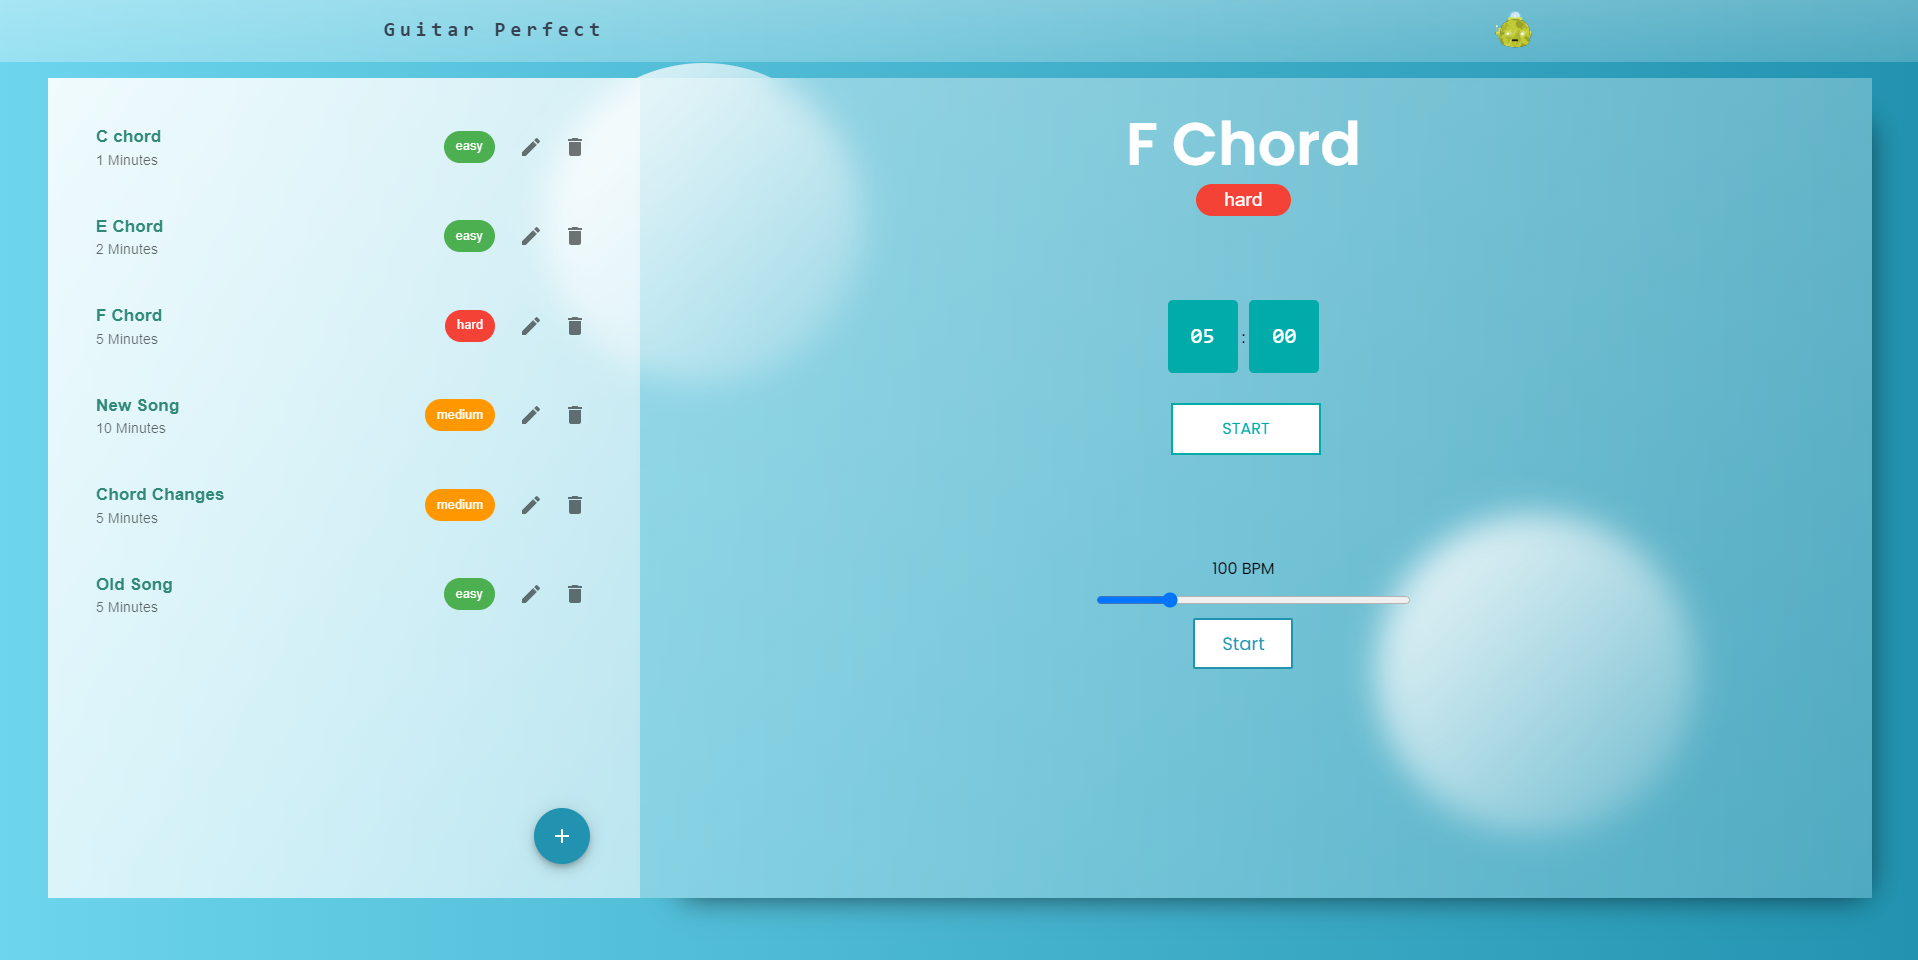 Guitar Perfect
C chord
1 Minutes
easy
E Chord
2 Minutes
easy
F Chord
5 Minutes
hard
New Song
10 Minutes
medium
Chord Changes
5 Minutes
medium
Old Song
5 Minutes
easy
+
F Chord
hard
05 : 00
START
100 BPM
Start